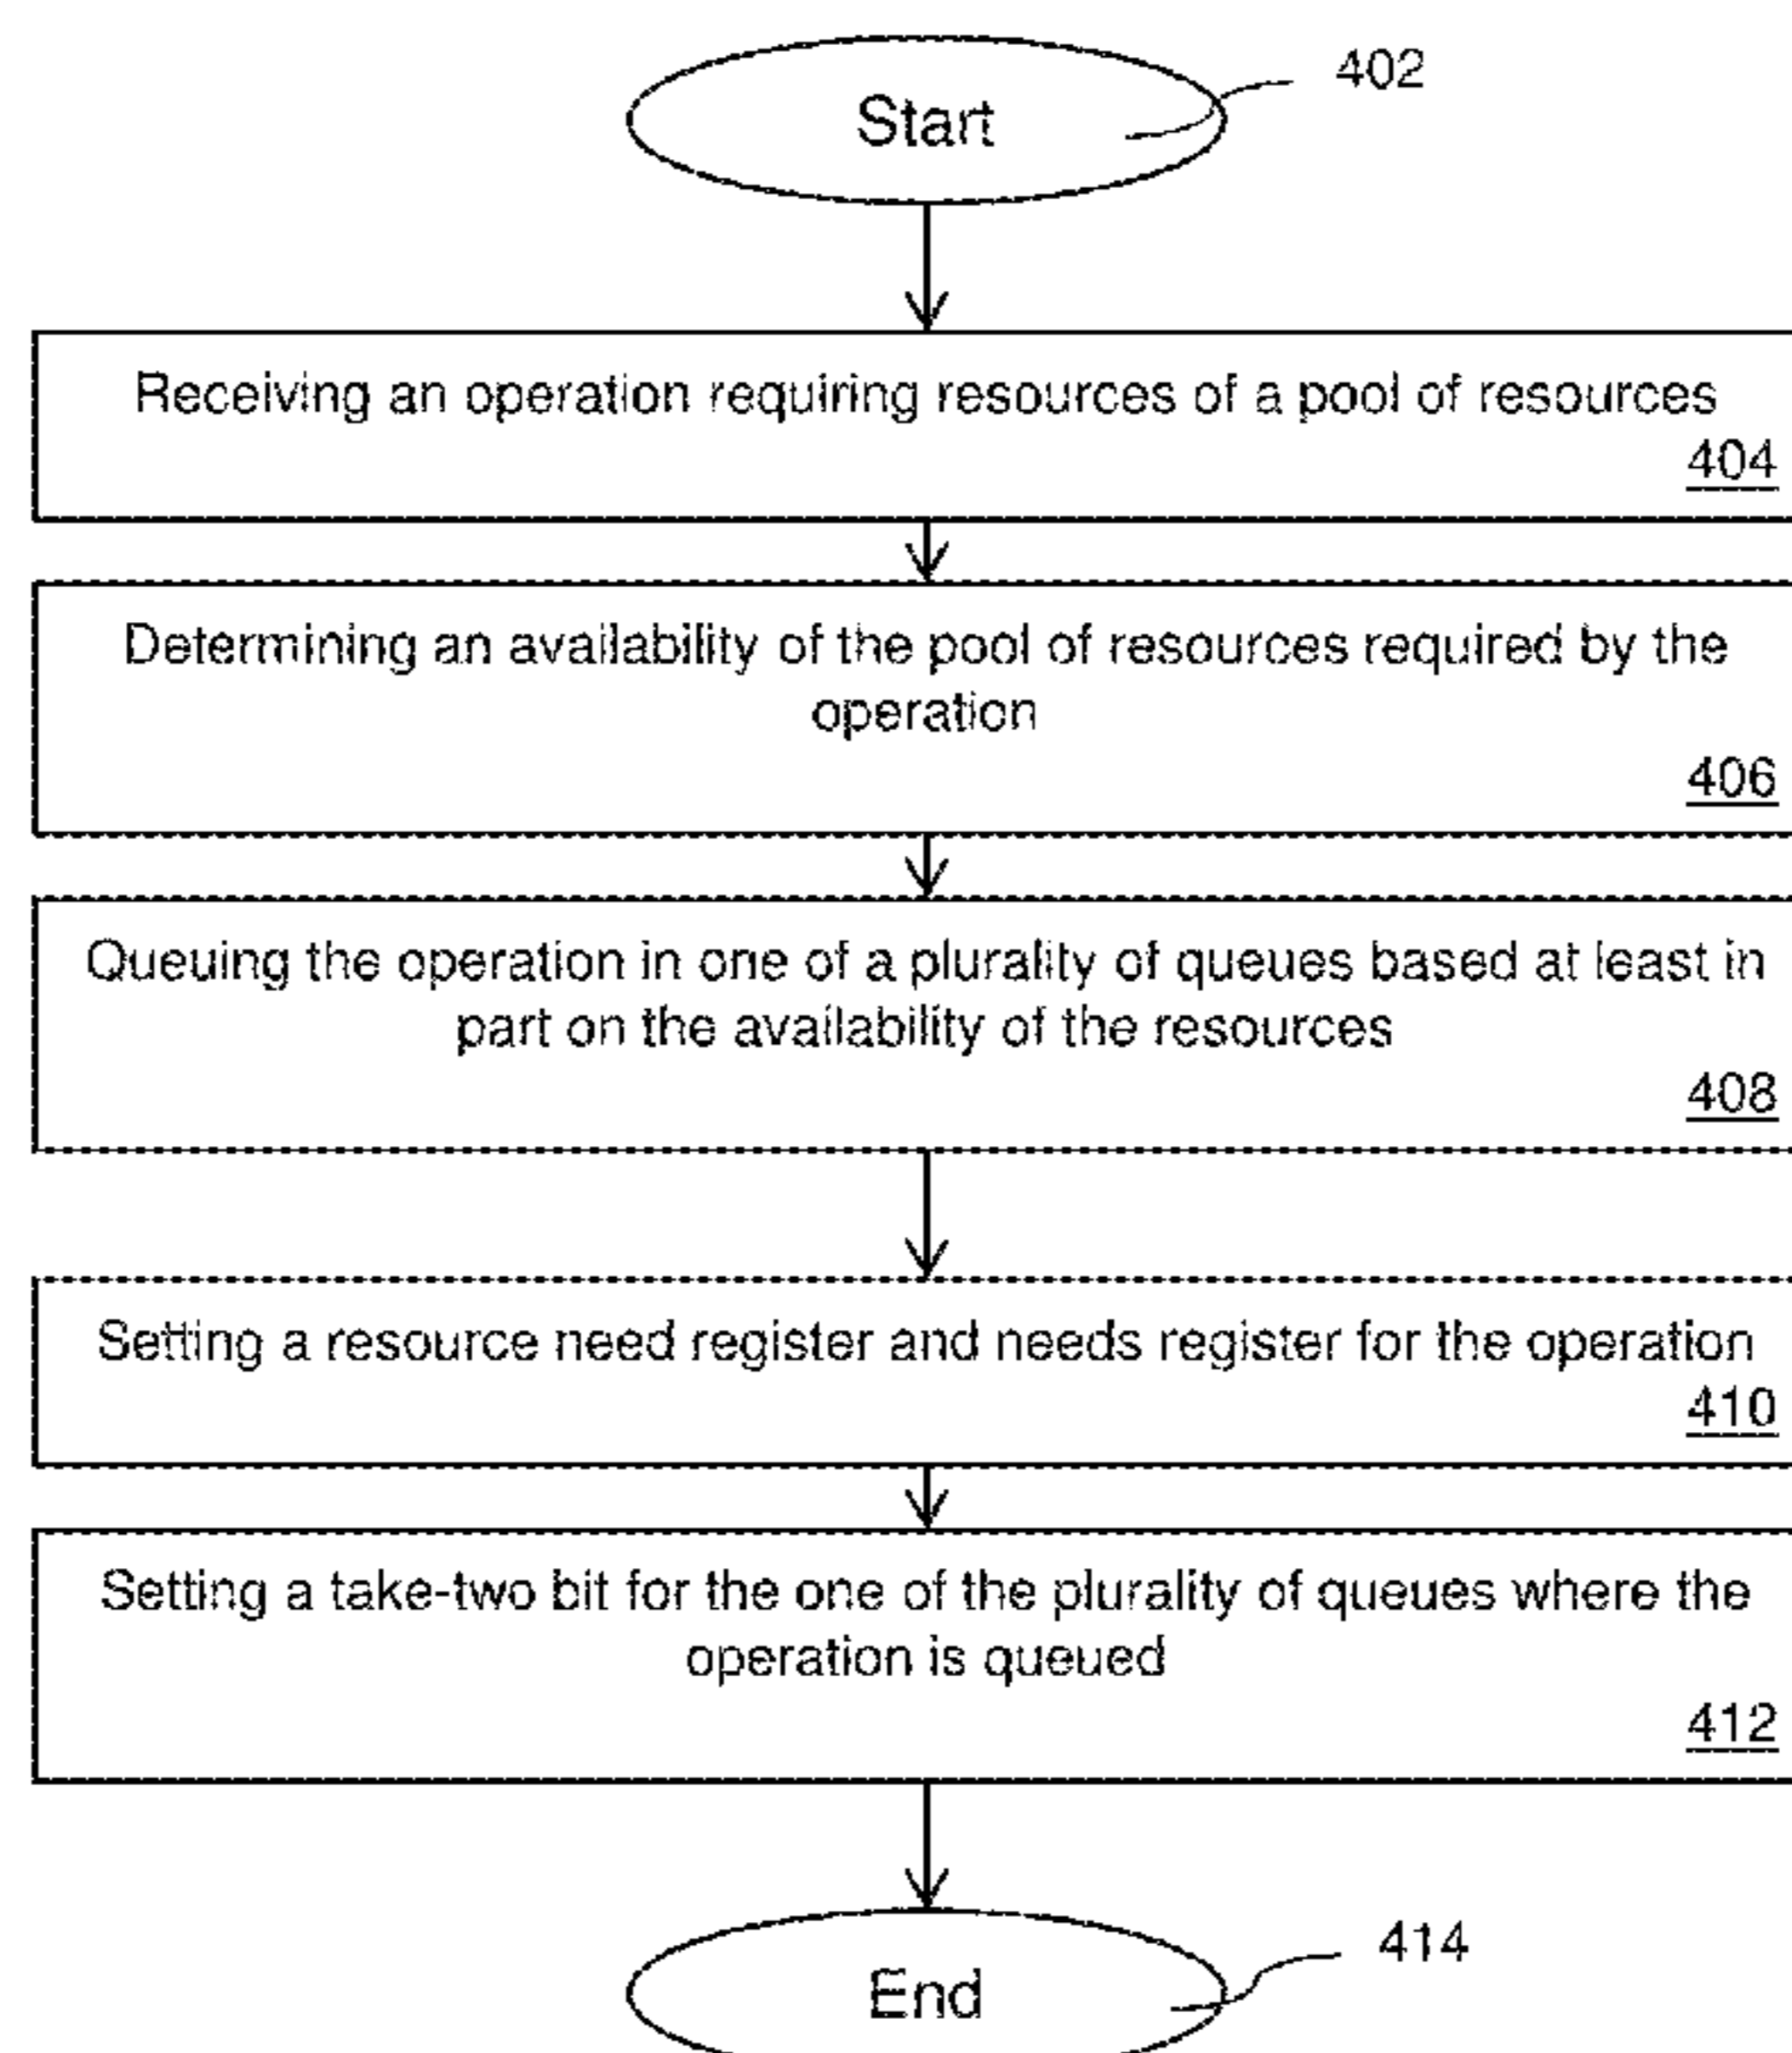 402
Start
Receiving an operation requiring resources of a pool of resources
404
Determining an availability of the pool of resources required by the
operation
406
Queuing the operation in one of a plurality of queues based at least in
part on the availability of the resources
408
Setting a resource need register and needs register for the operation
410
Setting a take-two bit for the one of the plurality of queues where the
operation is queued
412
414
End